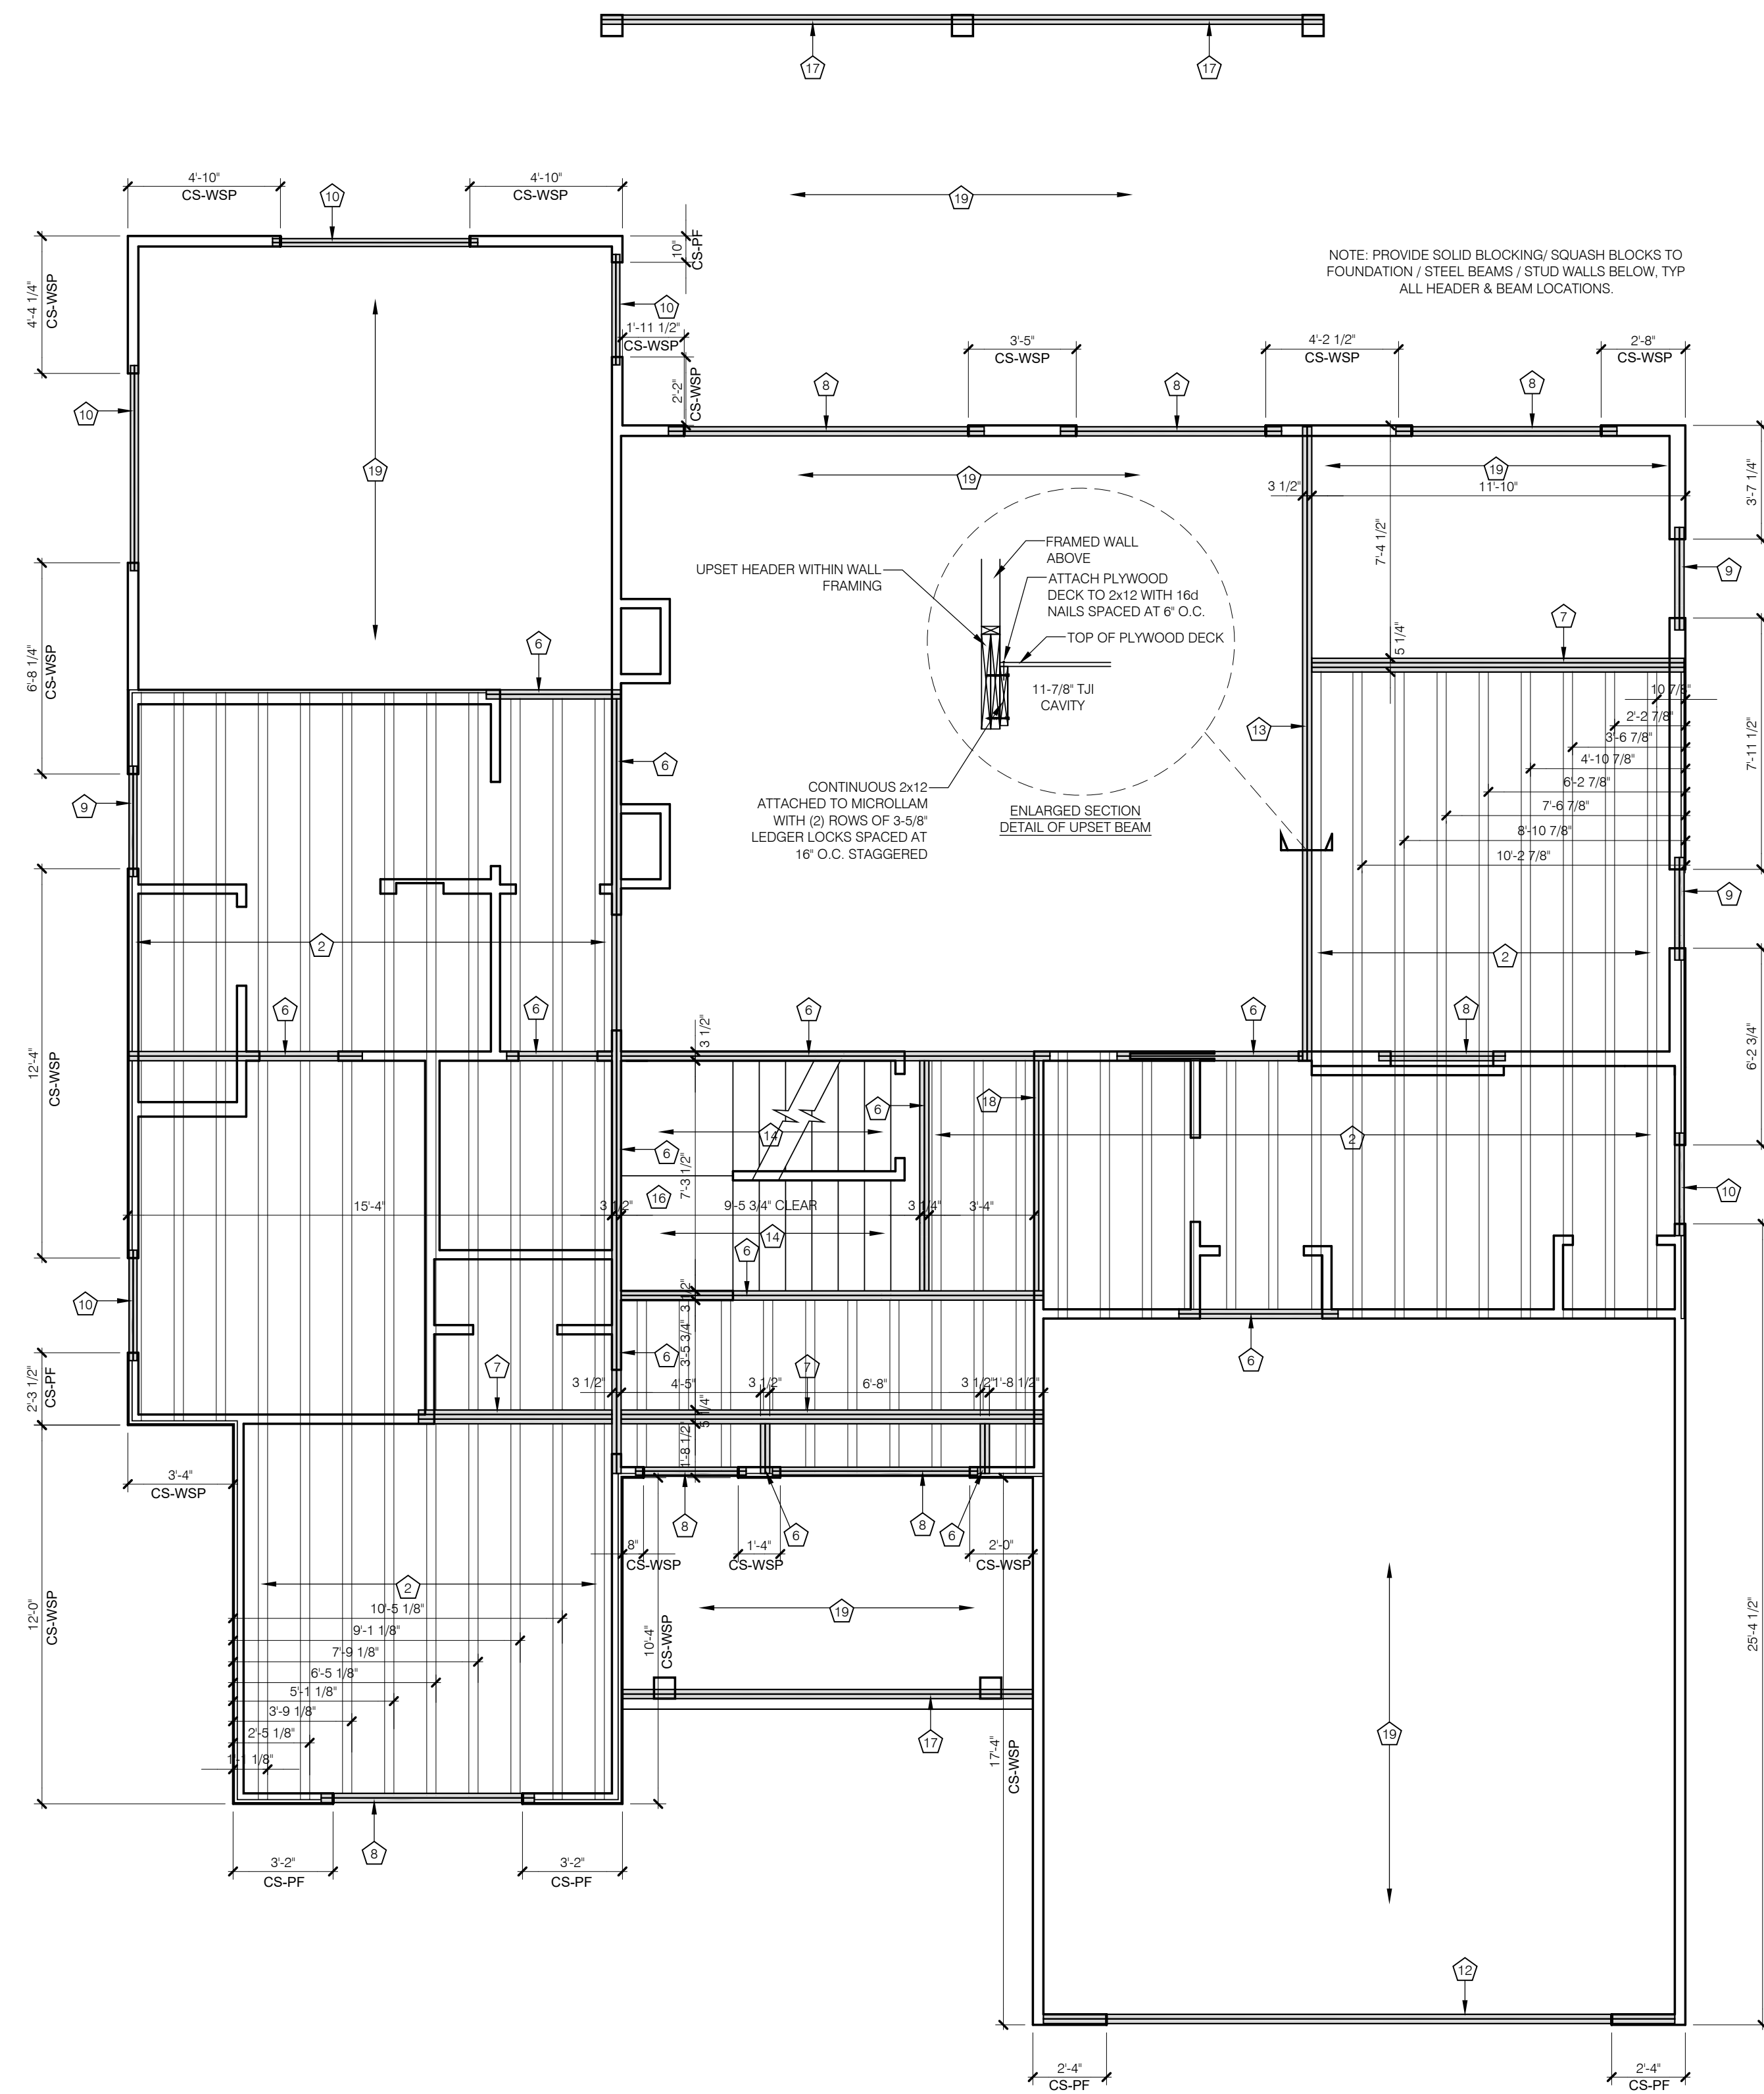 17
17
4'-10"
CS-WSP
4'-10"
CS-WSP
10
19
10"
CS-PF
NOTE: PROVIDE SOLID BLOCKING/ SQUASH BLOCKS TO
FOUNDATION / STEEL BEAMS / STUD WALLS BELOW, TYP
ALL HEADER & BEAM LOCATIONS.
4'-4 1/4"
CS-WSP
10
1'-11 1/2"
CS-WSP
3'-5"
CS-WSP
4'-2 1/2"
CS-WSP
2'-8"
CS-WSP
2'-2"
CS-WSP
8
8
8
10
19
19
19
3 1/2"
11'-10"
3'-7 1/4"
7'-4 1/2"
FRAMED WALL
ABOVE
UPSET HEADER WITHIN WALL
FRAMING
ATTACH PLYWOOD
DECK TO 2x12 WITH 16d
NAILS SPACED AT 6" O.C.
TOP OF PLYWOOD DECK
11-7/8" TJI
CAVITY
9
7
5 1/4"
6
6'-8 1/4"
CS-WSP
10 7/8"
2'-2 7/8"
3'-6 7/8"
4'-10 7/8"
6'-2 7/8"
7'-6 7/8"
8'-10 7/8"
10'-2 7/8"
7'-11 1/2"
13
6
9
CONTINUOUS 2x12
ATTACHED TO MICROLLAM
WITH (2) ROWS OF 3-5/8"
LEDGER LOCKS SPACED AT
16" O.C. STAGGERED
ENLARGED SECTION
DETAIL OF UPSET BEAM
9
2
2
6
6
6
6
8
3 1/2"
12'-4"
CS-WSP
6'-2 3/4"
6
18
14
2
6
7'-3 1/2"
16
10
15'-4"
3 1/2"
9'-5 3/4" CLEAR
3 1/4"
3'-4"
14
6
10
3 1/2"
3'-5 3/4"
6
6
7
7
2'-3 1/2"
CS-PF
3 1/2"
4'-5"
3 1/2"
6'-8"
3 1/2"
1'-8 1/2"
5 1/4"
1'-8 1/2"
3'-4"
CS-WSP
8
6
8
6
8"
CS-WSP
1'-4"
CS-WSP
2'-0"
CS-WSP
12'-0"
CS-WSP
2
19
10'-5 1/8"
9'-1 1/8"
7'-9 1/8"
6'-5 1/8"
5'-1 1/8"
3'-9 1/8"
2'-5 1/8"
1'-1 1/8"
10'-4"
CS-WSP
25'-4 1/2"
17
17'-4"
CS-WSP
19
8
3'-2"
CS-PF
3'-2"
CS-PF
12
2'-4"
CS-PF
2'-4"
CS-PF